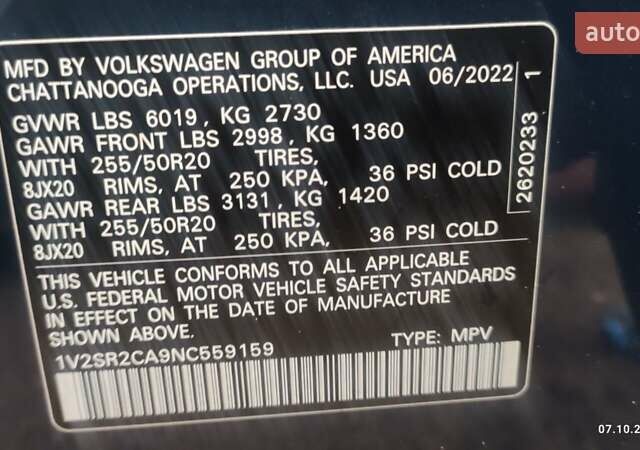 auto
MFD BY VOLKSWAGEN GROUP OF AMERICA
CHATTANOOGA OPERATIONS, LLC. USA 06/2022
GVWR LBS 6019, KG 2730
GAWR FRONT LBS 2998, KG 1360
WITH 255/50R20 TIRES,
8JX20 RIMS, AT 250 KPA, 36 PSI COLD
GAWR REAR LBS 3131, KG 1420
WITH 255/50R20 TIRES,
8JX20 RIMS, AT 250 KPA, 36 PSI COLD
THIS VEHICLE CONFORMS TO ALL APPLICABLE
U.S. FEDERAL MOTOR VEHICLE SAFETY STANDARDS
IN EFFECT ON THE DATE OF MANUFACTURE
SHOWN ABOVE.
1V2SR2CA9NC559159 TYPE: MPV
2620233 1
07.10.2